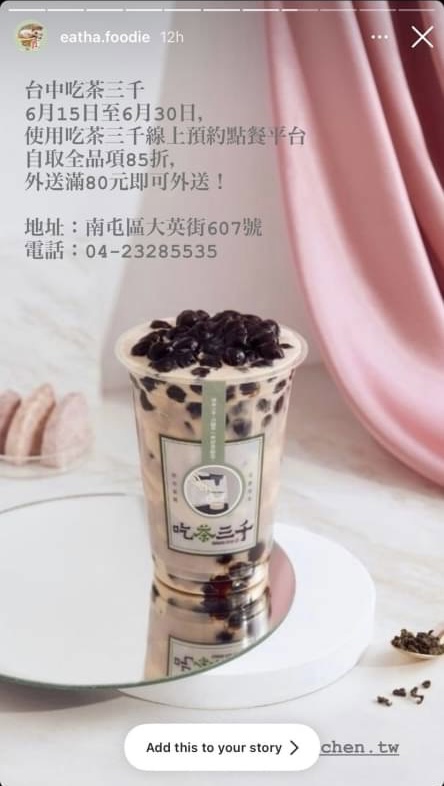 eatha.foodie 12h
台中吃茶三千
6月15日至6月30日,
使用吃茶三千線上預約點餐平台
自取全品項85折,
外送滿80元即可外送！
地址：南屯區大英街607號
電話：04-23285535
吃茶三千
Add this to your story
chen.tw